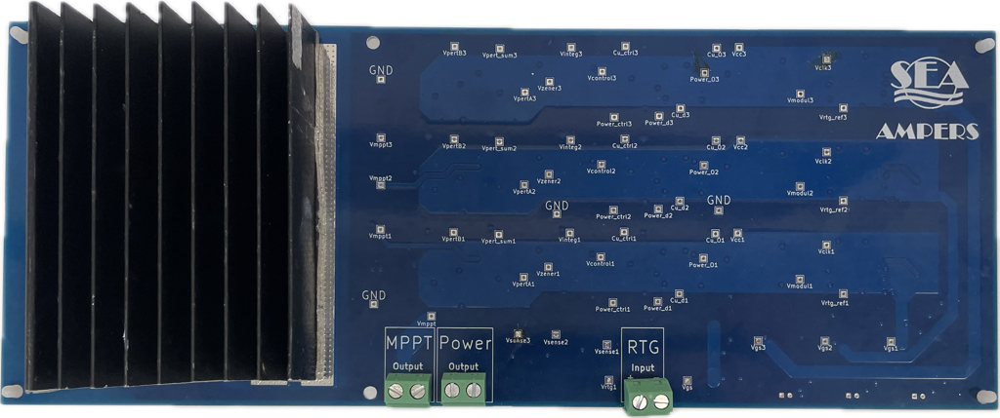 VpertB3
Vpert_sum3
Vinteg3
Cu_ctrl3
Cu_O3
Vcc3
Vclk3
GND
Vcontrol3
Power_O3
SEA
Vzener3
VpertA3
Vmodul3
Cu_d3
Vrtg_ref3
Power_ctrl3
Power_d3
AMPERS
Vmppt3
VpertB2
Vpert_sum2
Vinteg2
Cu_ctrl2
Cu_O2
Vcc2
Vclk2
Vcontrol2
Power_O2
Vmppt2
Vzener2
VpertA2
Vmodul2
GND
Cu_d2
GND
Vrtg_ref2
Power_ctrl2
Power_d2
Vmppt1
VpertB1
Vpert_sum1
Vinteg1
Cu_ctrl1
Cu_O1
Vcc1
Vclk1
Vcontrol1
Power_O1
Vzener1
VpertA1
Vmodul1
GND
Cu_d1
Vrtg_ref1
Power_ctrl1
Power_d1
Vmppt
Vsense3
Vsense2
Vsense1
Vgs3
Vgs2
Vgs1
MPPT
Output
Power
Output
RTG
Input
Vrtg1
Vgs